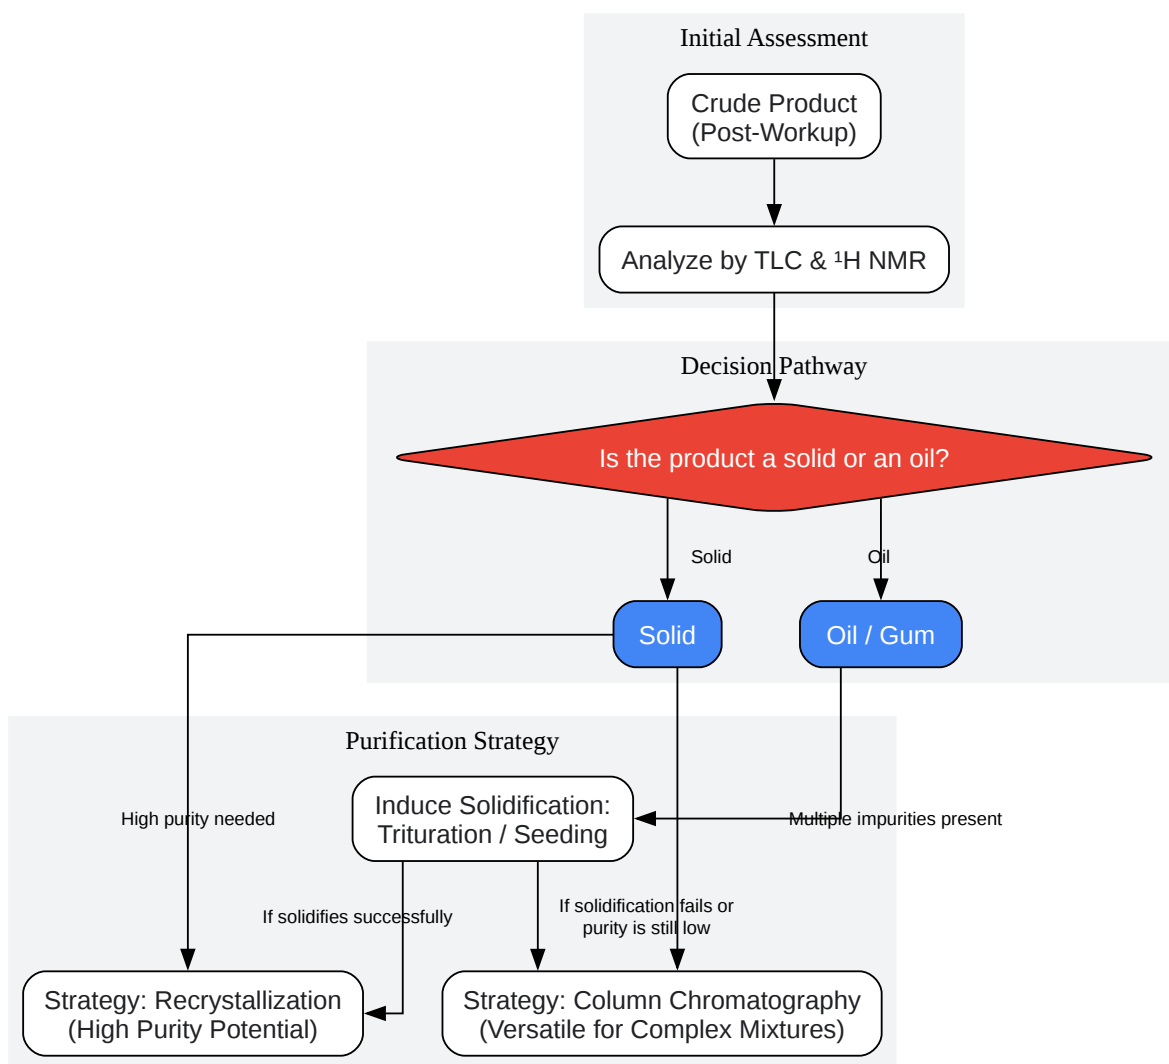 Initial Assessment
Crude Product
(Post-Workup)
Analyze by TLC & ¹H NMR
Decision Pathway
Is the product a solid or an oil?
Solid
Oil
Solid
Oil / Gum
Purification Strategy
Induce Solidification:
Trituration / Seeding
High purity needed
Multiple impurities present
If solidifies successfully
If solidification fails or
purity is still low
Strategy: Recrystallization
(High Purity Potential)
Strategy: Column Chromatography
(Versatile for Complex Mixtures)